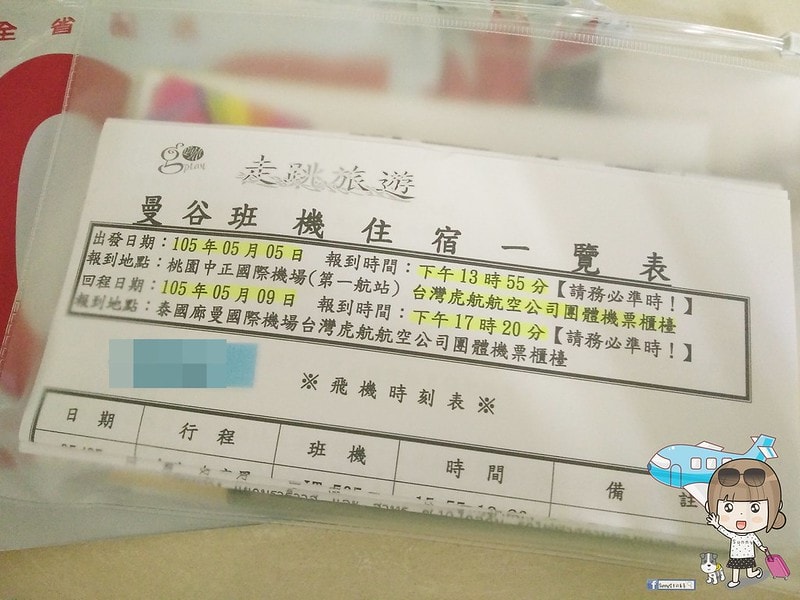 全省
gplay
走跳旅遊
曼谷班機住宿一覽表
出發日期：105年05月05日　報到時間：下午13時55分【請務必準時！】
報到地點：桃園中正國際機場(第一航站) 台灣虎航航空公司團體機票櫃檯
回程日期：105年05月09日　報到時間：下午17時20分【請務必準時！】
報到地點：泰國廊曼國際機場台灣虎航航空公司團體機票櫃檯
※飛機時刻表※
日期　行程　班機　時間　備註
Sunny